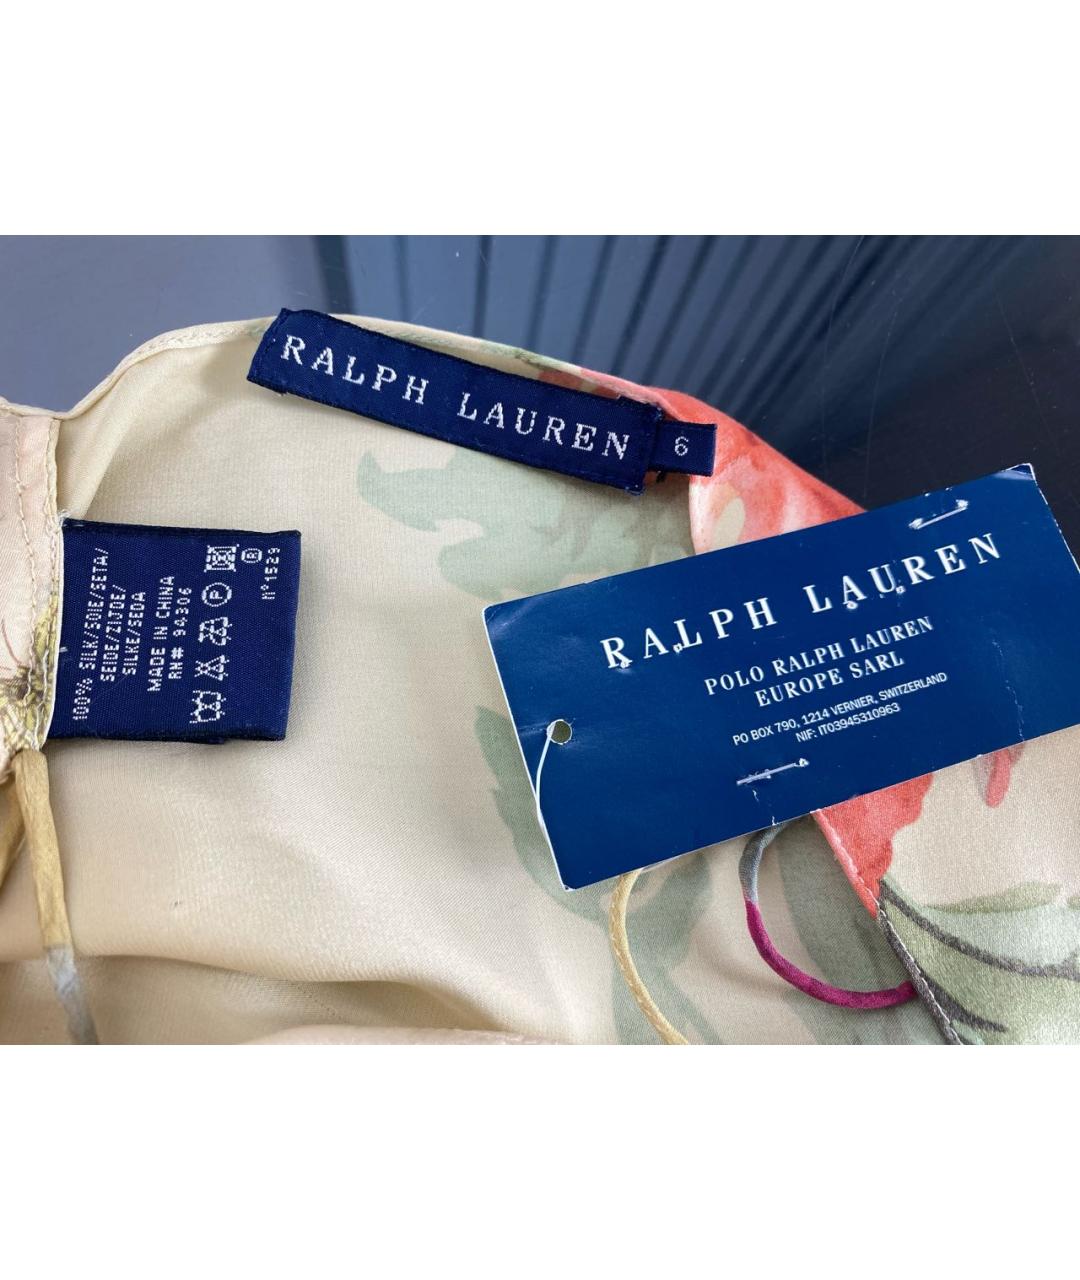 RALPH LAUREN
6
100% SILK/SOIE/SETA/
SEIDE/ZIJDE/
SILKE/SEDA
MADE IN CHINA
RN# 94306
P
R
n°1529
RALPH LAUREN
POLO RALPH LAUREN
EUROPE SARL
PO BOX 790, 1214 VERNIER, SWITZERLAND
NIF: IT03945310963